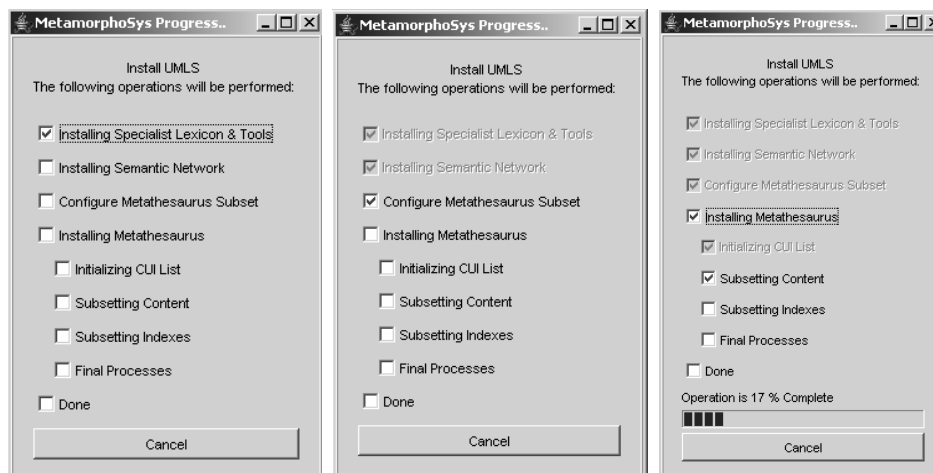 MetamorphoSys Progress..
Install UMLS
The following operations will be performed:
Installing Specialist Lexicon & Tools
Installing Semantic Network
Configure Metathesaurus Subset
Installing Metathesaurus
Initializing CUI List
Subsetting Content
Subsetting Indexes
Final Processes
Done
Cancel
MetamorphoSys Progress..
Install UMLS
The following operations will be performed:
Installing Specialist Lexicon & Tools
Installing Semantic Network
Configure Metathesaurus Subset
Installing Metathesaurus
Initializing CUI List
Subsetting Content
Subsetting Indexes
Final Processes
Done
Cancel
MetamorphoSys Progress..
Install UMLS
The following operations will be performed:
Installing Specialist Lexicon & Tools
Installing Semantic Network
Configure Metathesaurus Subset
Installing Metathesaurus
Initializing CUI List
Subsetting Content
Subsetting Indexes
Final Processes
Done
Operation is 17 % Complete
Cancel